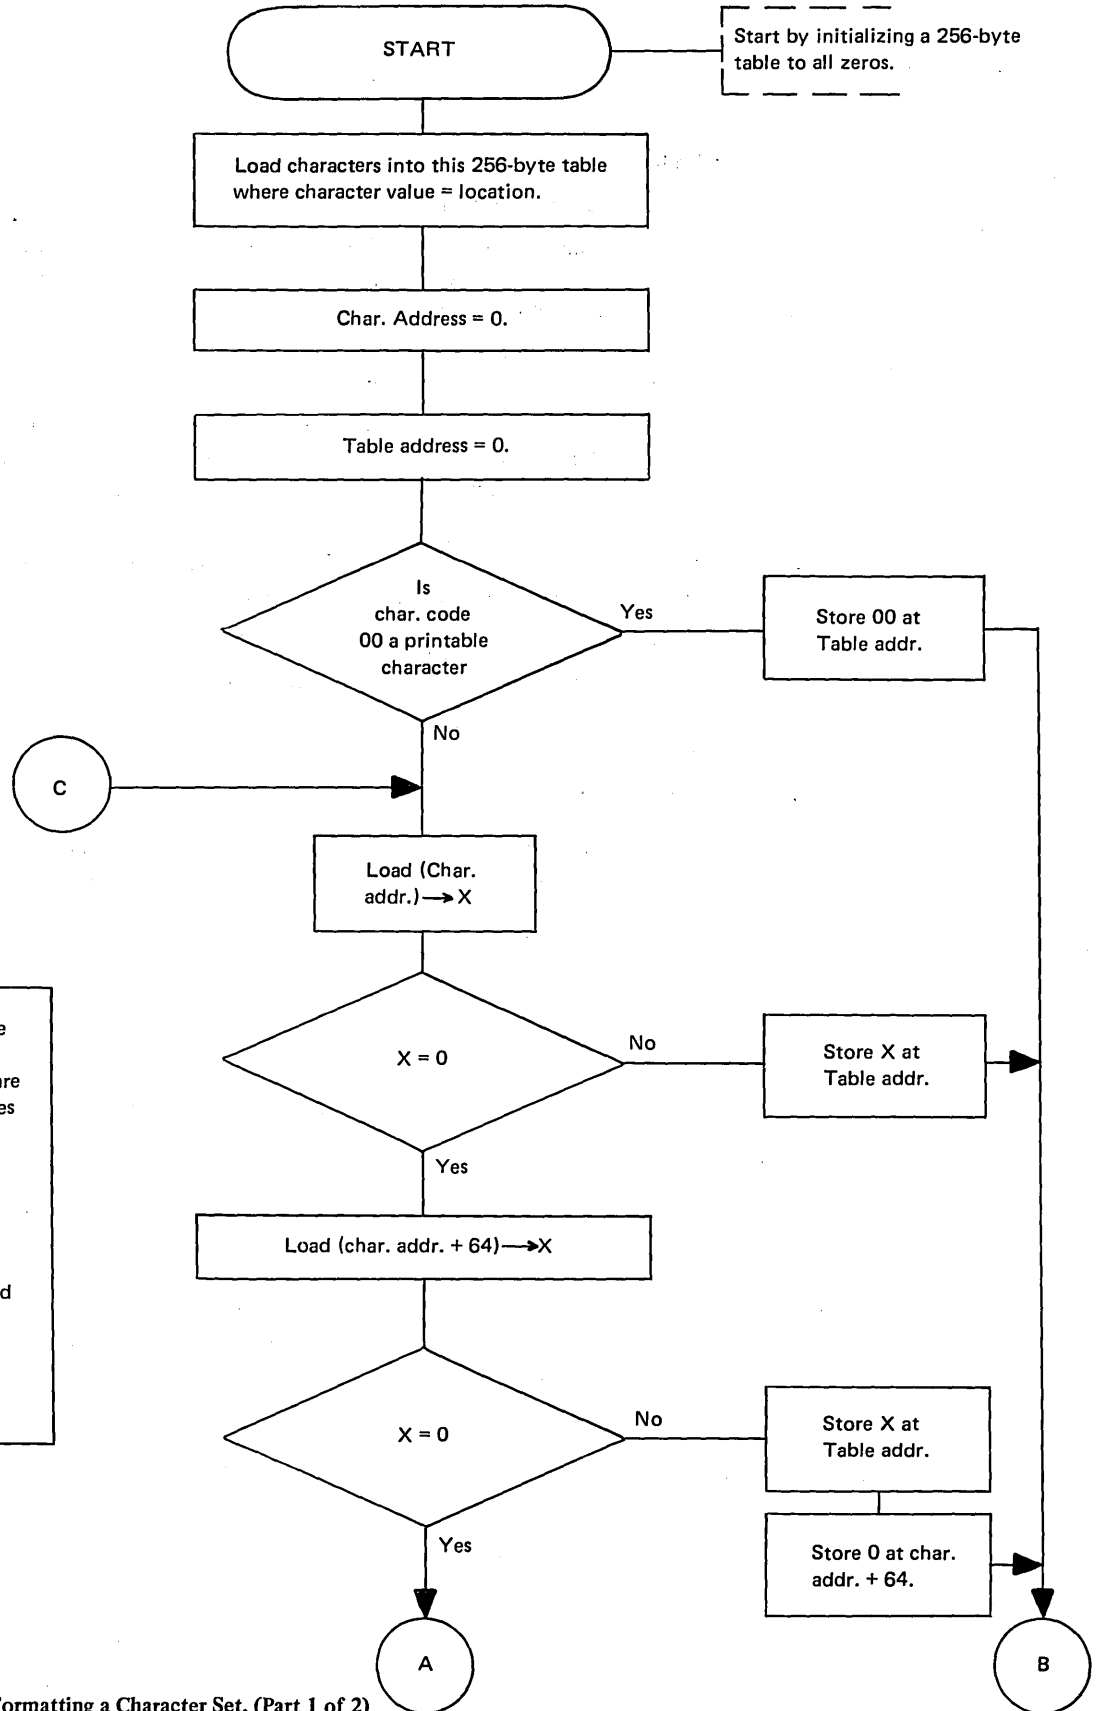 START
Start by initializing a 256-byte
table to all zeros.
Load characters into this 256-byte table
where character value = location.
Char. Address = 0.
Table address = 0.
Is
char. code
00 a printable
character
Yes
Store 00 at
Table addr.
No
C
Load (Char.
addr.)→X
X = 0
No
Store X at
Table addr.
Yes
Load (char. addr. + 64)→X
X = 0
No
Store X at
Table addr.
Yes
Store 0 at char.
addr. + 64.
A
B
a Character Set. (Part 1 of 2)